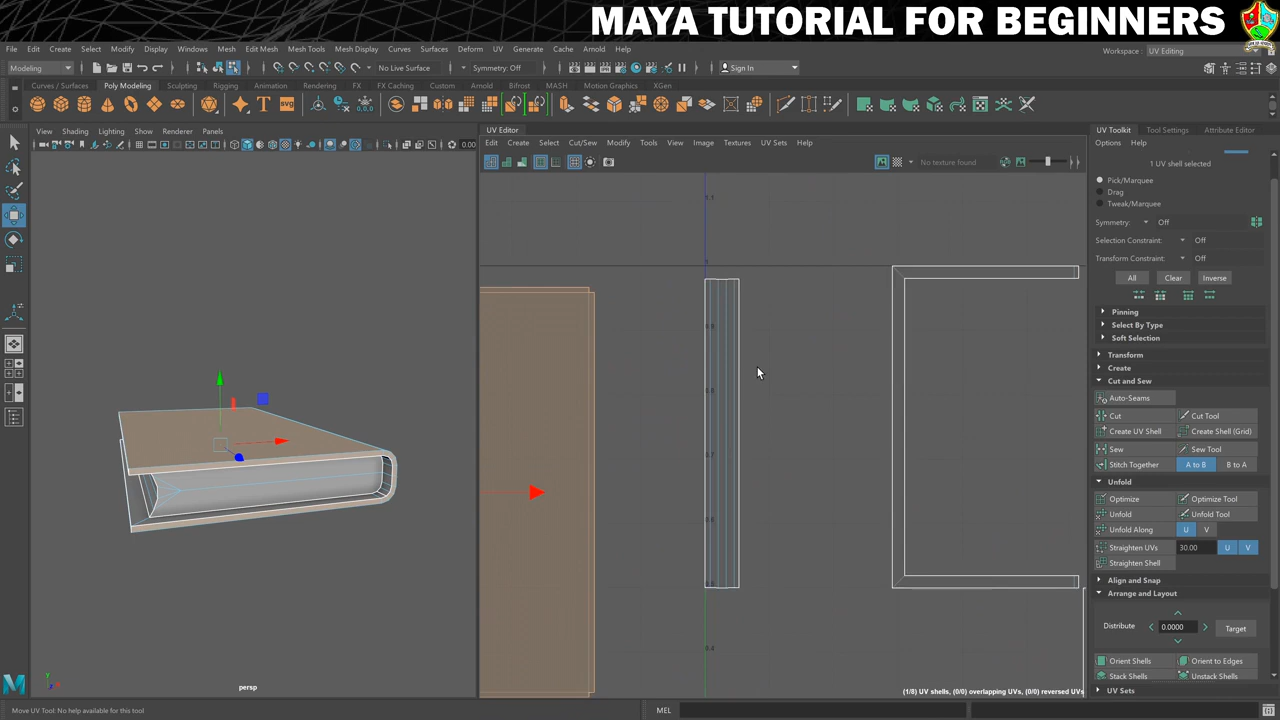 MAYA TUTORIAL FOR BEGINNERS
File Edit Create Select Modify Display Windows Mesh Edit Mesh Mesh Tools Mesh Display Curves Surfaces Deform UV Generate Cache Arnold Help
Workspace : UV Editing
Modeling No Live Surface Symmetry: Off Sign In
Curves / Surfaces Poly Modeling Sculpting Rigging Animation Rendering FX FX Caching Custom Arnold Bifrost MASH Motion Graphics XGen
SVG
View Shading Lighting Show Renderer Panels
0.00
persp
UV Editor
Edit Create Select Cut/Sew Modify Tools View Image Textures UV Sets Help
No texture found
1.1
1
0.4
(1/8) UV shells, (0/0) overlapping UVs, (0/0) reversed UVs
UV Toolkit Tool Settings Attribute Editor
Options Help
1 UV shell selected
Pick/Marquee
Drag
Tweak/Marquee
Symmetry: Off
Selection Constraint: Off
Transform Constraint: Off
All Clear Inverse
Pinning
Select By Type
Soft Selection
Transform
Create
Cut and Sew
Auto-Seams
Cut Cut Tool
Create UV Shell Create Shell (Grid)
Sew Sew Tool
Stitch Together A to B B to A
Unfold
Optimize Optimize Tool
Unfold Unfold Tool
Unfold Along U V
Straighten UVs 30.00 U V
Straighten Shell
Align and Snap
Arrange and Layout
Distribute 0.0000 Target
Orient Shells Orient to Edges
Stack Shells Unstack Shells
UV Sets
Move UV Tool: No help available for this tool
MEL